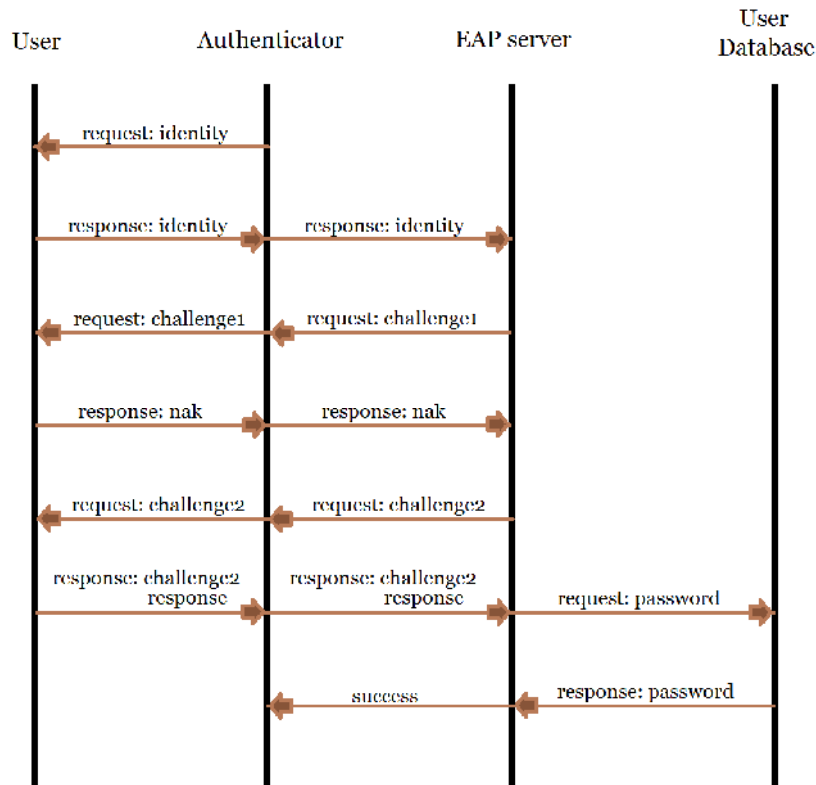 User
Authenticator
EAP server
User
Database
request: identity
response: identity
response: identity
request: challenge1
request: challenge1
response: nak
response: nak
request: challenge2
request: challenge2
response: challenge2
response
response: challenge2
response
request: password
success
response: password